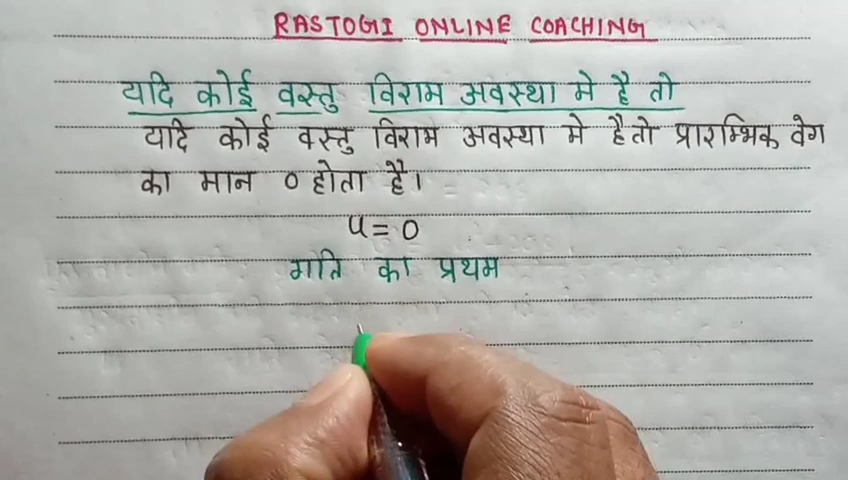 RASTOGI ONLINE COACHING
यदि कोई वस्तु विराम अवस्था मे है तो
यदि कोई वस्तु विराम अवस्था मे है तो प्रारम्भिक वेग
का मान 0 होता है।
u = 0
गति का प्रथम